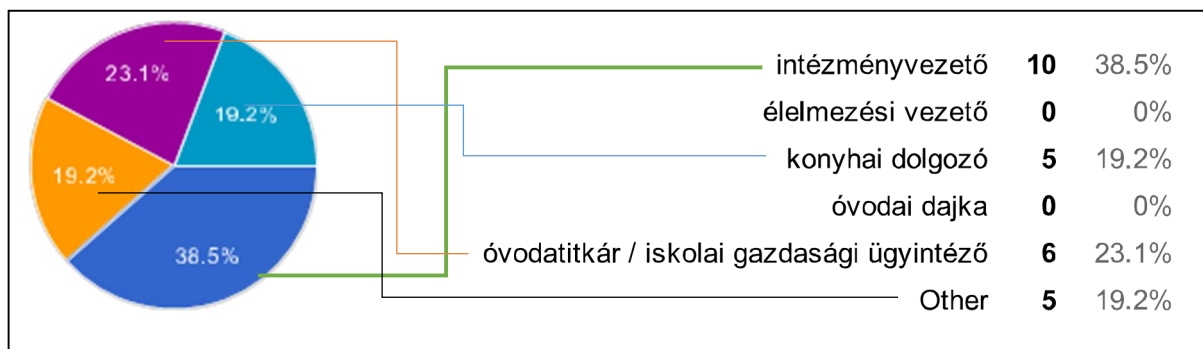 23.1%
19.2%
19.2%
38.5%
intézményvezető 10 38.5%
élelmezési vezető 0 0%
konyhai dolgozó 5 19.2%
óvodai dajka 0 0%
óvodatitkár / iskolai gazdasági ügyintéző 6 23.1%
Other 5 19.2%